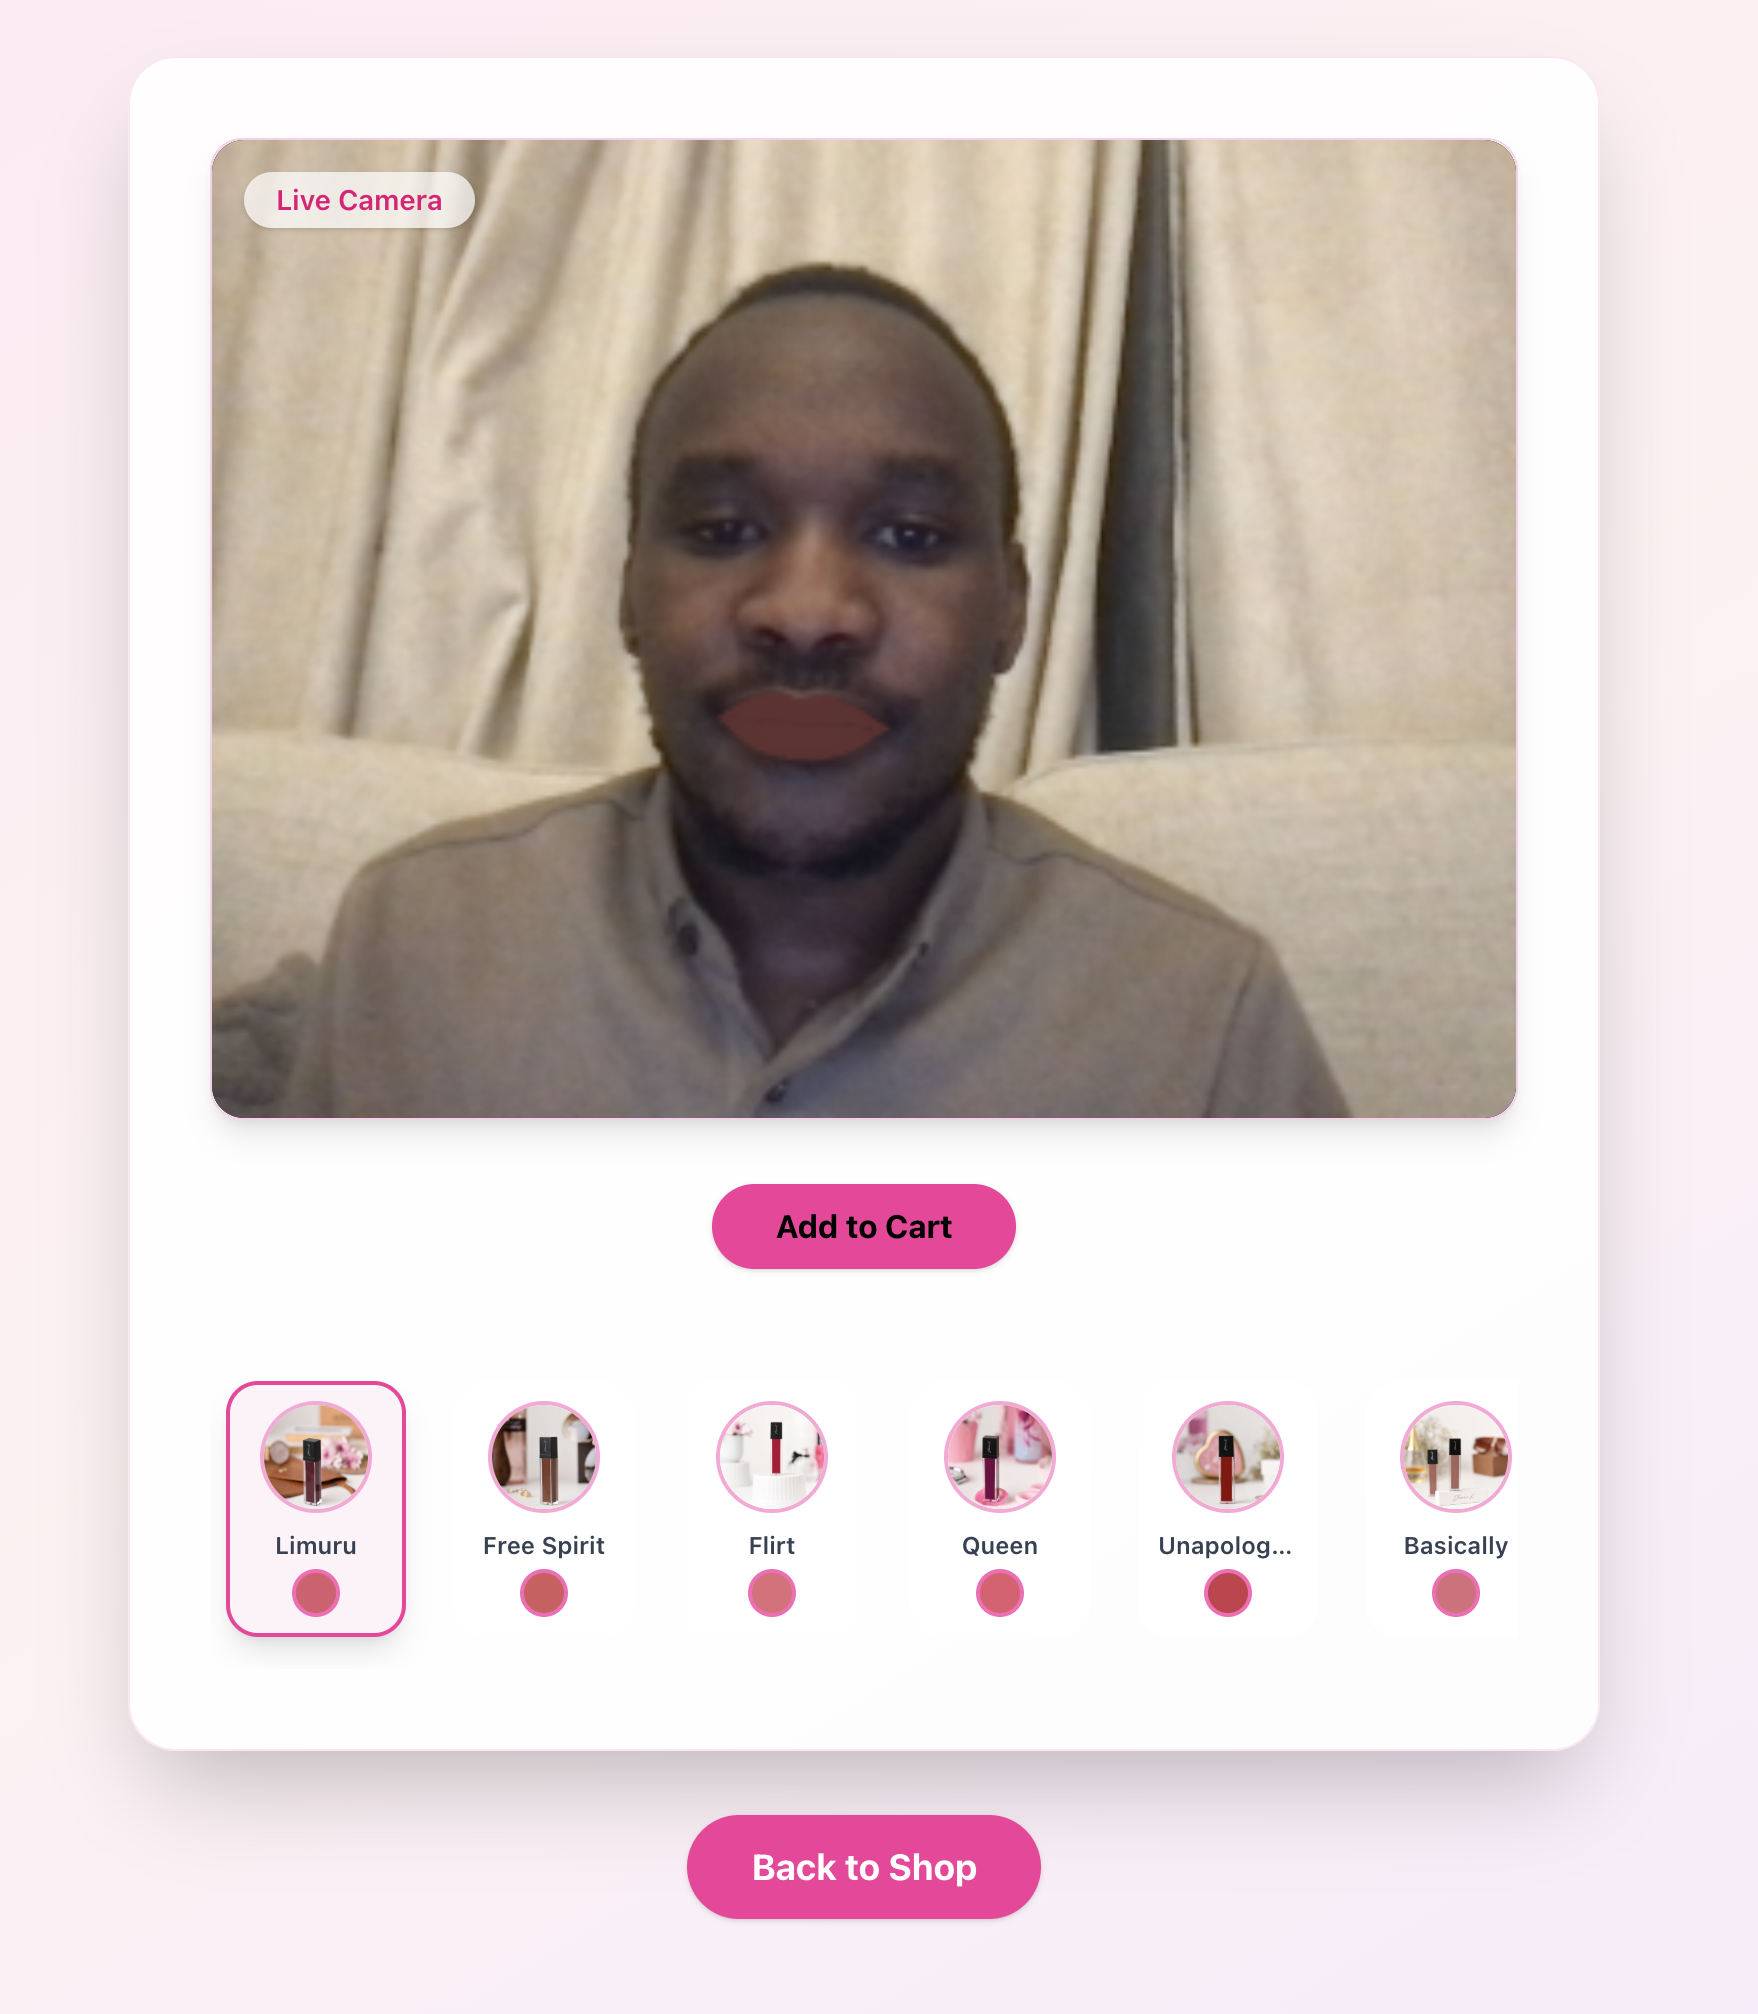 Live Camera
Add to Cart
Limuru
Free Spirit
Flirt
Queen
Unapolog...
Basically
Back to Shop